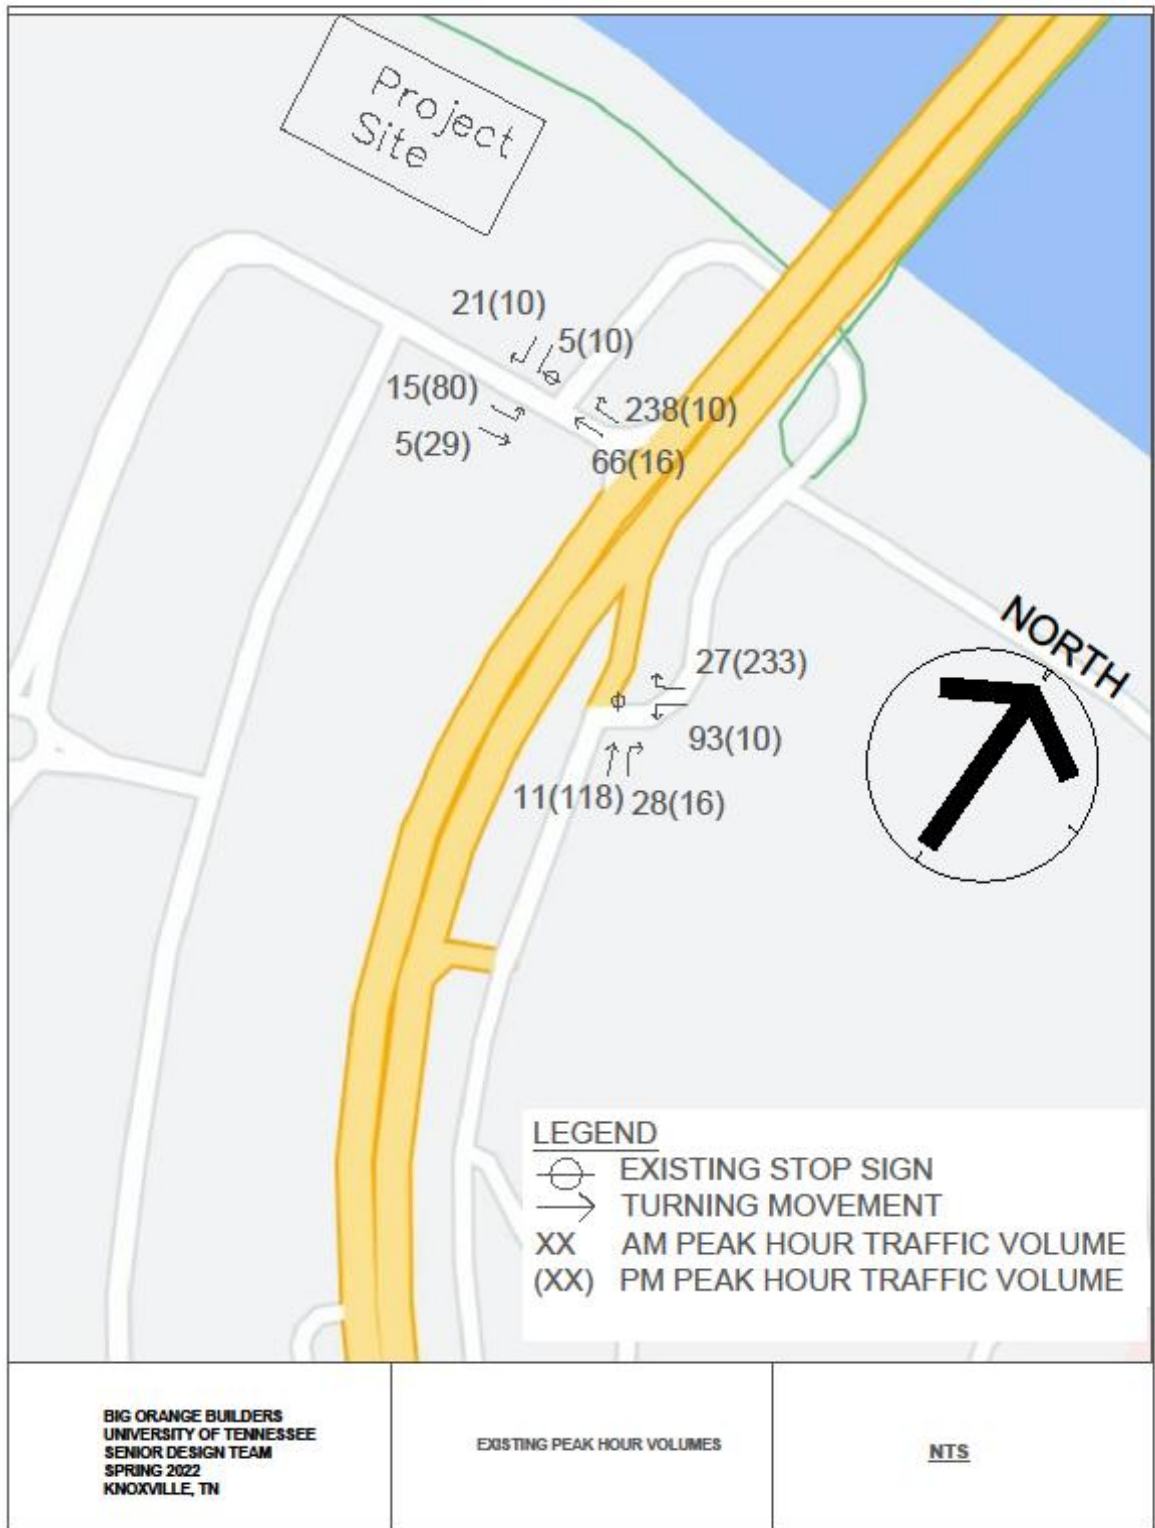 Project
Site
21(10)
5(10)
15(80)
238(10)
5(29)
66(16)
NORTH
27(233)
93(10)
11(118) 28(16)
LEGEND
EXISTING STOP SIGN
TURNING MOVEMENT
XX AM PEAK HOUR TRAFFIC VOLUME
(XX) PM PEAK HOUR TRAFFIC VOLUME
BIG ORANGE BUILDERS
UNIVERSITY OF TENNESSEE
SENIOR DESIGN TEAM
SPRING 2022
KNOXVILLE, TN
EXISTING PEAK HOUR VOLUMES
NTS